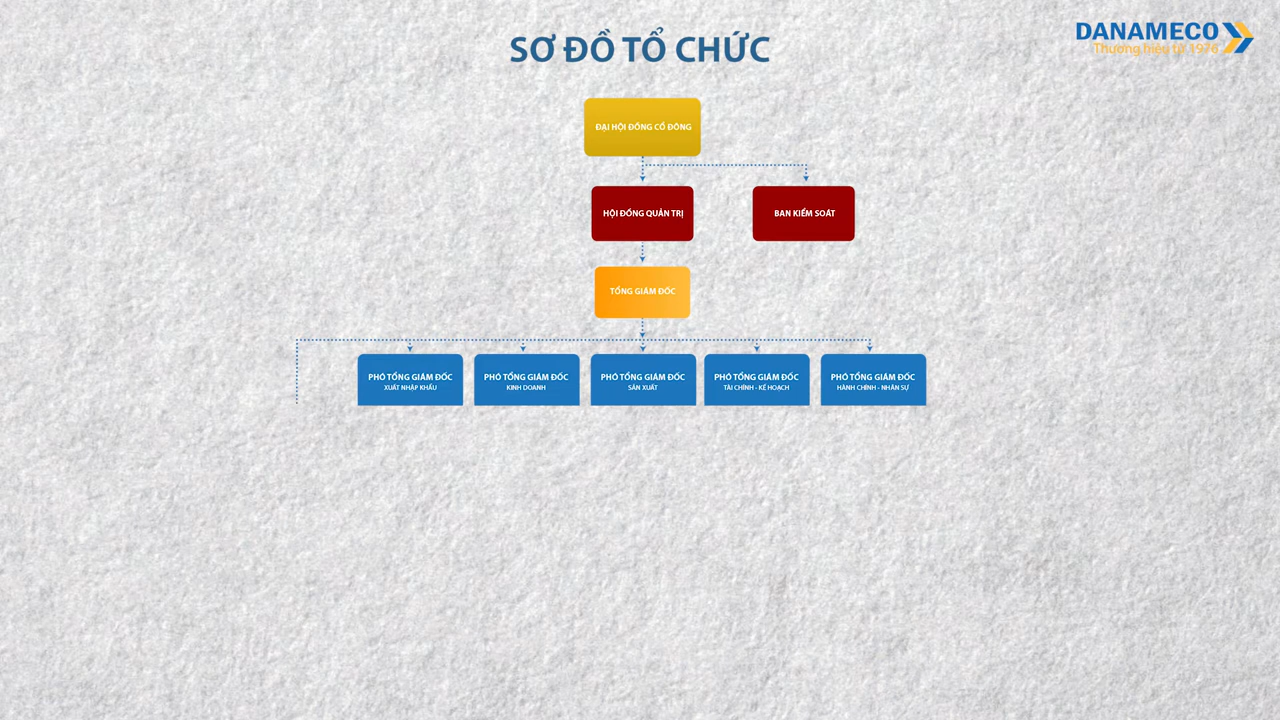 SƠ ĐỒ TỔ CHỨC
DANAMECO
Thương hiệu từ 1976
ĐẠI HỘI ĐỒNG CỔ ĐÔNG
HỘI ĐỒNG QUẢN TRỊ
BAN KIỂM SOÁT
TỔNG GIÁM ĐỐC
PHÓ TỔNG GIÁM ĐỐC
XUẤT NHẬP KHẨU
PHÓ TỔNG GIÁM ĐỐC
KINH DOANH
PHÓ TỔNG GIÁM ĐỐC
SẢN XUẤT
PHÓ TỔNG GIÁM ĐỐC
TÀI CHÍNH - KẾ HOẠCH
PHÓ TỔNG GIÁM ĐỐC
HÀNH CHÍNH - NHÂN SỰ